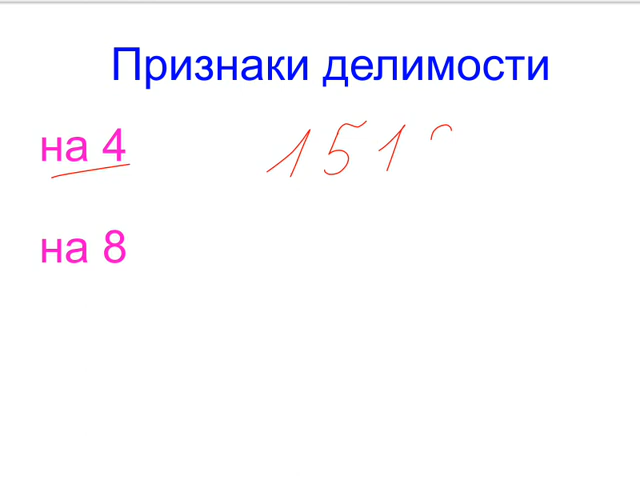 Признаки делимости
на 4 151
на 8